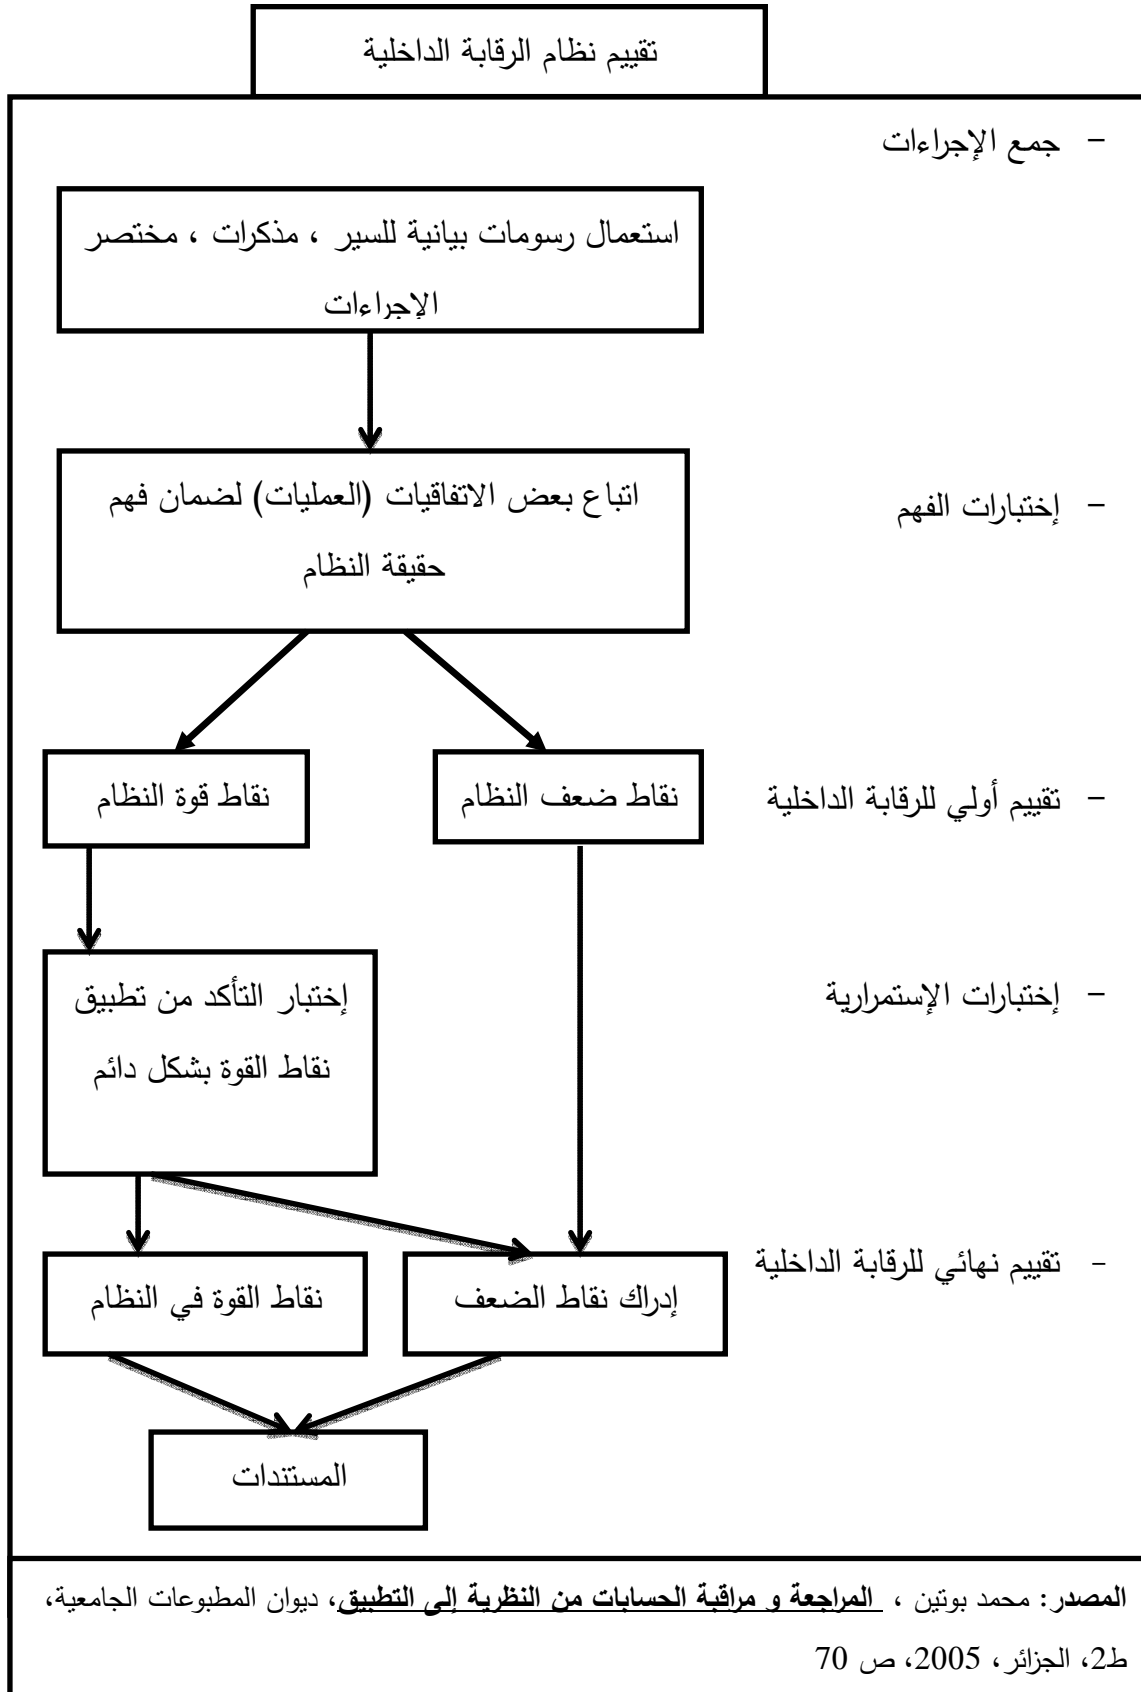 تقييم نظام الرقابة الداخلية
- جمع الإجراءات
استعمال رسومات بيانية للسير ، مذكرات ، مختصر
الإجراءات
- إختبارات الفهم
اتباع بعض الاتفاقيات (العمليات) لضمان فهم
حقيقة النظام
- تقييم أولي للرقابة الداخلية
نقاط ضعف النظام
نقاط قوة النظام
- إختبارات الإستمرارية
إختبار التأكد من تطبيق
نقاط القوة بشكل دائم
- تقييم نهائي للرقابة الداخلية
إدراك نقاط الضعف
نقاط القوة في النظام
المستندات
المصدر: محمد بوتين ، المراجعة و مراقبة الحسابات من النظرية إلى التطبيق، ديوان المطبوعات الجامعية،
ط2، الجزائر ، 2005، ص 70